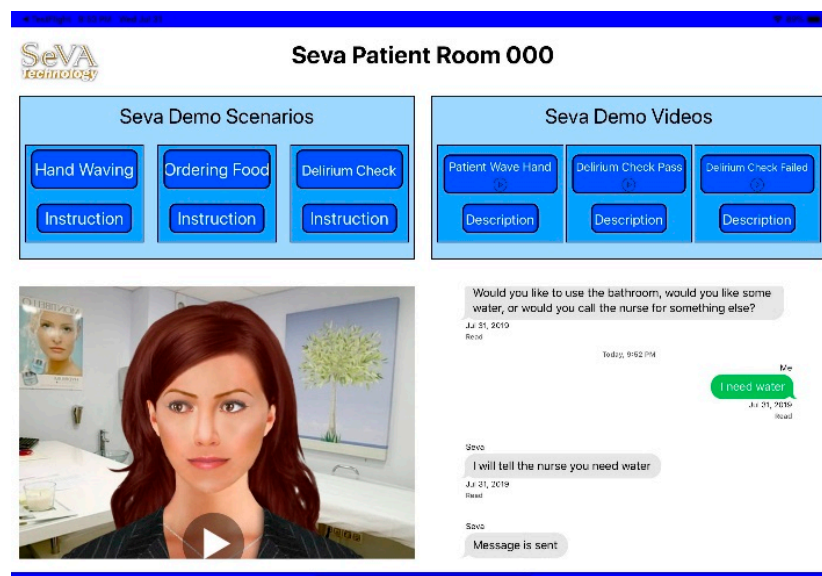 SeVA
Technology
Seva Patient Room 000
Seva Demo Scenarios
Hand Waving
Ordering Food
Delirium Check
Instruction
Instruction
Instruction
Seva Demo Videos
Patient Wave Hand
Delirium Check Pass
Delirium Check Failed
Description
Description
Description
Would you like to use the bathroom, would you like some
water, or would you call the nurse for something else?
Jul 31, 2019
Read
Today, 9:52 PM
Me
I need water
Jul 31, 2019
Read
Seva
I will tell the nurse you need water
Jul 31, 2019
Read
Seva
Message is sent